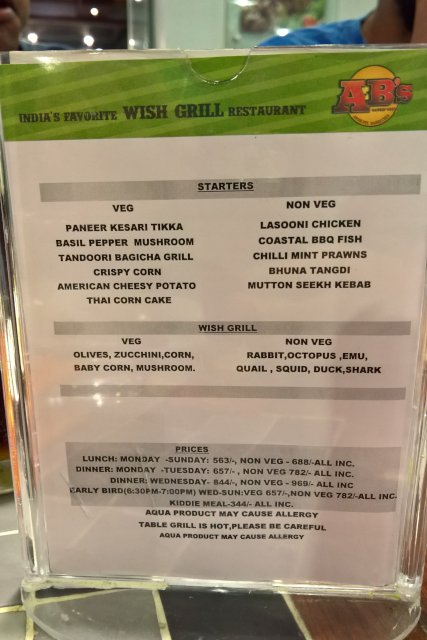 INDIA'S FAVORITE WISH GRILL RESTAURANT
AB's
STARTERS
VEG
PANEER KESARI TIKKA
BASIL PEPPER MUSHROOM
TANDOORI BAGICHA GRILL
CRISPY CORN
AMERICAN CHEESY POTATO
THAI CORN CAKE
NON VEG
LASOONI CHICKEN
COASTAL BBQ FISH
CHILLI MINT PRAWNS
BHUNA TANGDI
MUTTON SEEKH KEBAB
WISH GRILL
VEG
OLIVES, ZUCCHINI,CORN,
BABY CORN, MUSHROOM.
NON VEG
RABBIT,OCTOPUS ,EMU,
QUAIL , SQUID, DUCK,SHARK
PRICES
LUNCH: MONDAY -SUNDAY: 563/-, NON VEG - 688/-ALL INC.
DINNER: MONDAY -TUESDAY: 657/- , NON VEG 782/- ALL INC.
DINNER: WEDNESDAY- 844/-, NON VEG - 969/- ALL INC
EARLY BIRD(6:30PM-7:00PM) WED-SUN:VEG 657/-,NON VEG 782/-ALL INC.
KIDDIE MEAL-344/- ALL INC.
AQUA PRODUCT MAY CAUSE ALLERGY
TABLE GRILL IS HOT,PLEASE BE CAREFUL
AQUA PRODUCT MAY CAUSE ALLERGY